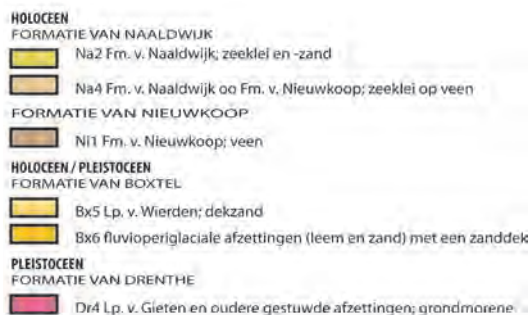 HOLOCEEN
FORMATIE VAN NAALDWIJK
Na2 Fm. v. Naaldwijk; zeeklei en -zand
Na4 Fm. v. Naaldwijk oo Fm. v. Nieuwkoop; zeeklei op veen
FORMATIE VAN NIEUWKOOP
Ni1 Fm. v. Nieuwkoop; veen
HOLOCEEN / PLEISTOCEEN
FORMATIE VAN BOXTEL
Bx5 Lp. v. Wierden; dekzand
Bx6 fluvioperiglaciale afzettingen (leem en zand) met een zanddek
PLEISTOCEEN
FORMATIE VAN DRENTHE
Dr4 Lp. v. Gieten en oudere gestuwde afzettingen; grondmorene